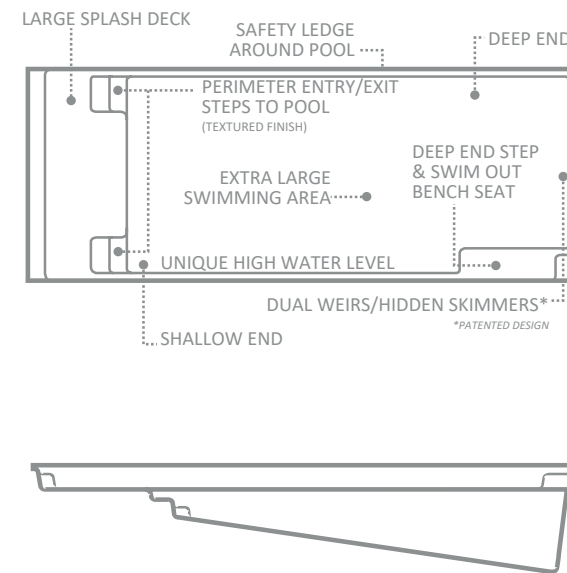 LARGE SPLASH DECK
SAFETY LEDGE
AROUND POOL
DEEP END
PERIMETER ENTRY/EXIT
STEPS TO POOL
(TEXTURED FINISH)
DEEP END STEP
& SWIM OUT
BENCH SEAT
EXTRA LARGE
SWIMMING AREA
UNIQUE HIGH WATER LEVEL
DUAL WEIRS/HIDDEN SKIMMERS*
*PATENTED DESIGN
SHALLOW END